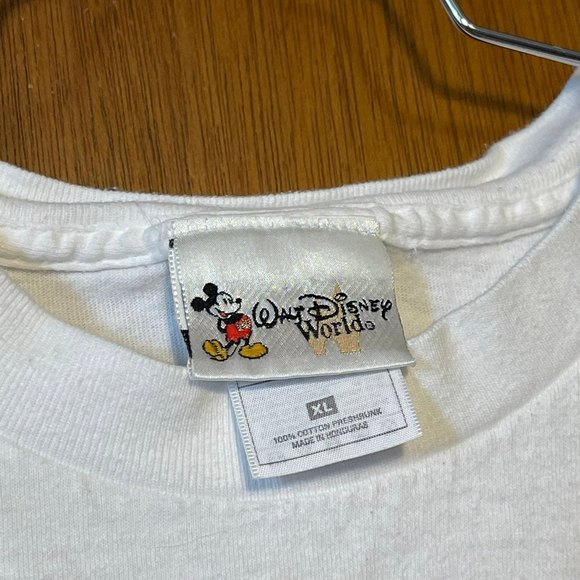 WALT DISNEY
World®
XL
100% COTTON PRESHRUNK
MADE IN HONDURAS